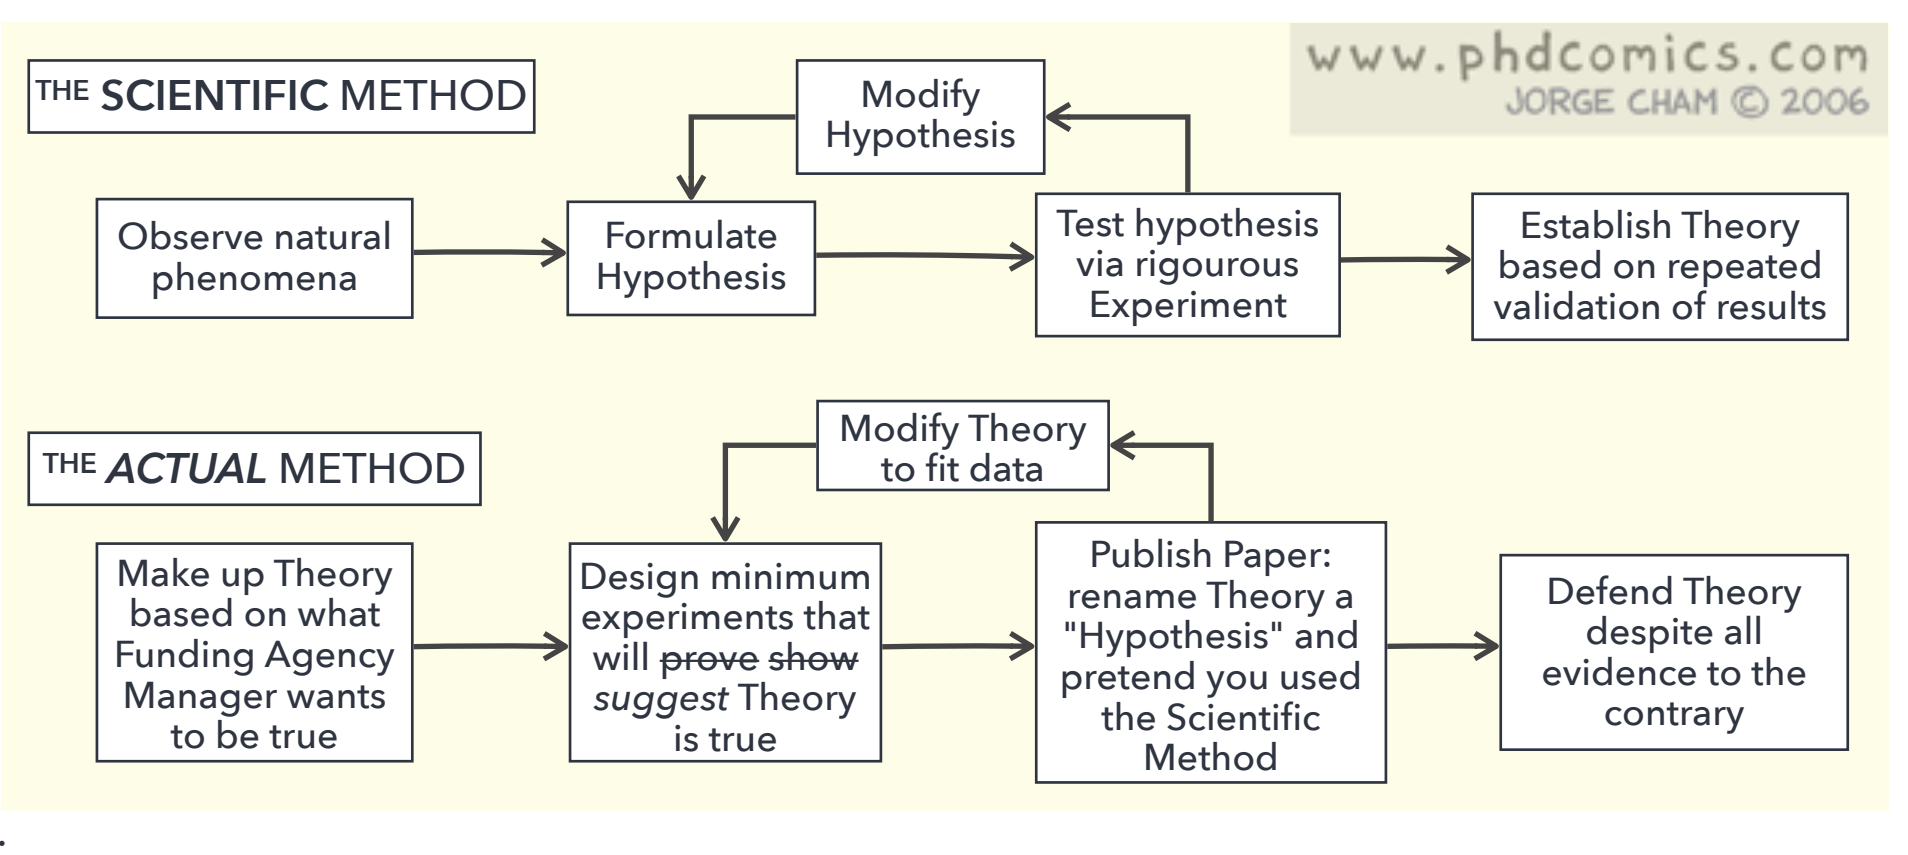 www.phdcomics.com
JORGE CHAM © 2006
THE SCIENTIFIC METHOD
Modify
Hypothesis
Observe natural
phenomena
Formulate
Hypothesis
Test hypothesis
via rigourous
Experiment
Establish Theory
based on repeated
validation of results
THE ACTUAL METHOD
Modify Theory
to fit data
Make up Theory
based on what
Funding Agency
Manager wants
to be true
Design minimum
experiments that
will prove show
suggest Theory
is true
Publish Paper:
rename Theory a
"Hypothesis" and
pretend you used
the Scientific
Method
Defend Theory
despite all
evidence to the
contrary
.